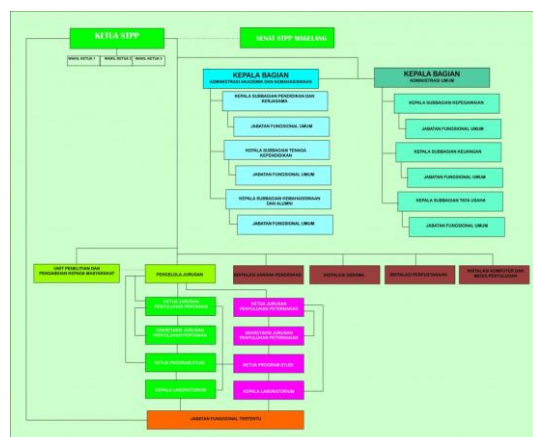 KETUA STPP
SENAT STPP MAGELANG
WAKIL KETUA 1
WAKIL KETUA 2
WAKIL KETUA 3
KEPALA BAGIAN
ADMINISTRASI AKADEMIK DAN KEMAHASISWAAN
KEPALA BAGIAN
ADMINISTRASI UMUM
KEPALA SUBBAGIAN PENDIDIKAN DAN
KERJASAMA
KEPALA SUBBAGIAN KEPEGAWAIAN
JABATAN FUNGSIONAL UMUM
JABATAN FUNGSIONAL UMUM
KEPALA SUBBAGIAN TENAGA
KEPENDIDIKAN
KEPALA SUBBAGIAN KEUANGAN
JABATAN FUNGSIONAL UMUM
JABATAN FUNGSIONAL UMUM
KEPALA SUBBAGIAN KEMAHASISWAAN
DAN ALUMNI
KEPALA SUBBAGIAN TATA USAHA
JABATAN FUNGSIONAL UMUM
JABATAN FUNGSIONAL UMUM
UNIT PENELITIAN DAN
PENGABDIAN KEPADA MASYARAKAT
PENGELOLA JURUSAN
INSTALASI SARANA PENDIDIKAN
INSTALASI ASRAMA
INSTALASI PERPUSTAKAAN
INSTALASI KOMPUTER DAN
MEDIA PENYULUHAN
KETUA JURUSAN
PENYULUHAN PERTANIAN
KETUA JURUSAN
PENYULUHAN PETERNAKAN
SEKRETARIS JURUSAN
PENYULUHAN PERTANIAN
SEKRETARIS JURUSAN
PENYULUHAN PETERNAKAN
KETUA PROGRAM STUDI
KETUA PROGRAM STUDI
KEPALA LABORATORIUM
KEPALA LABORATORIUM
JABATAN FUNGSIONAL TERTENTU